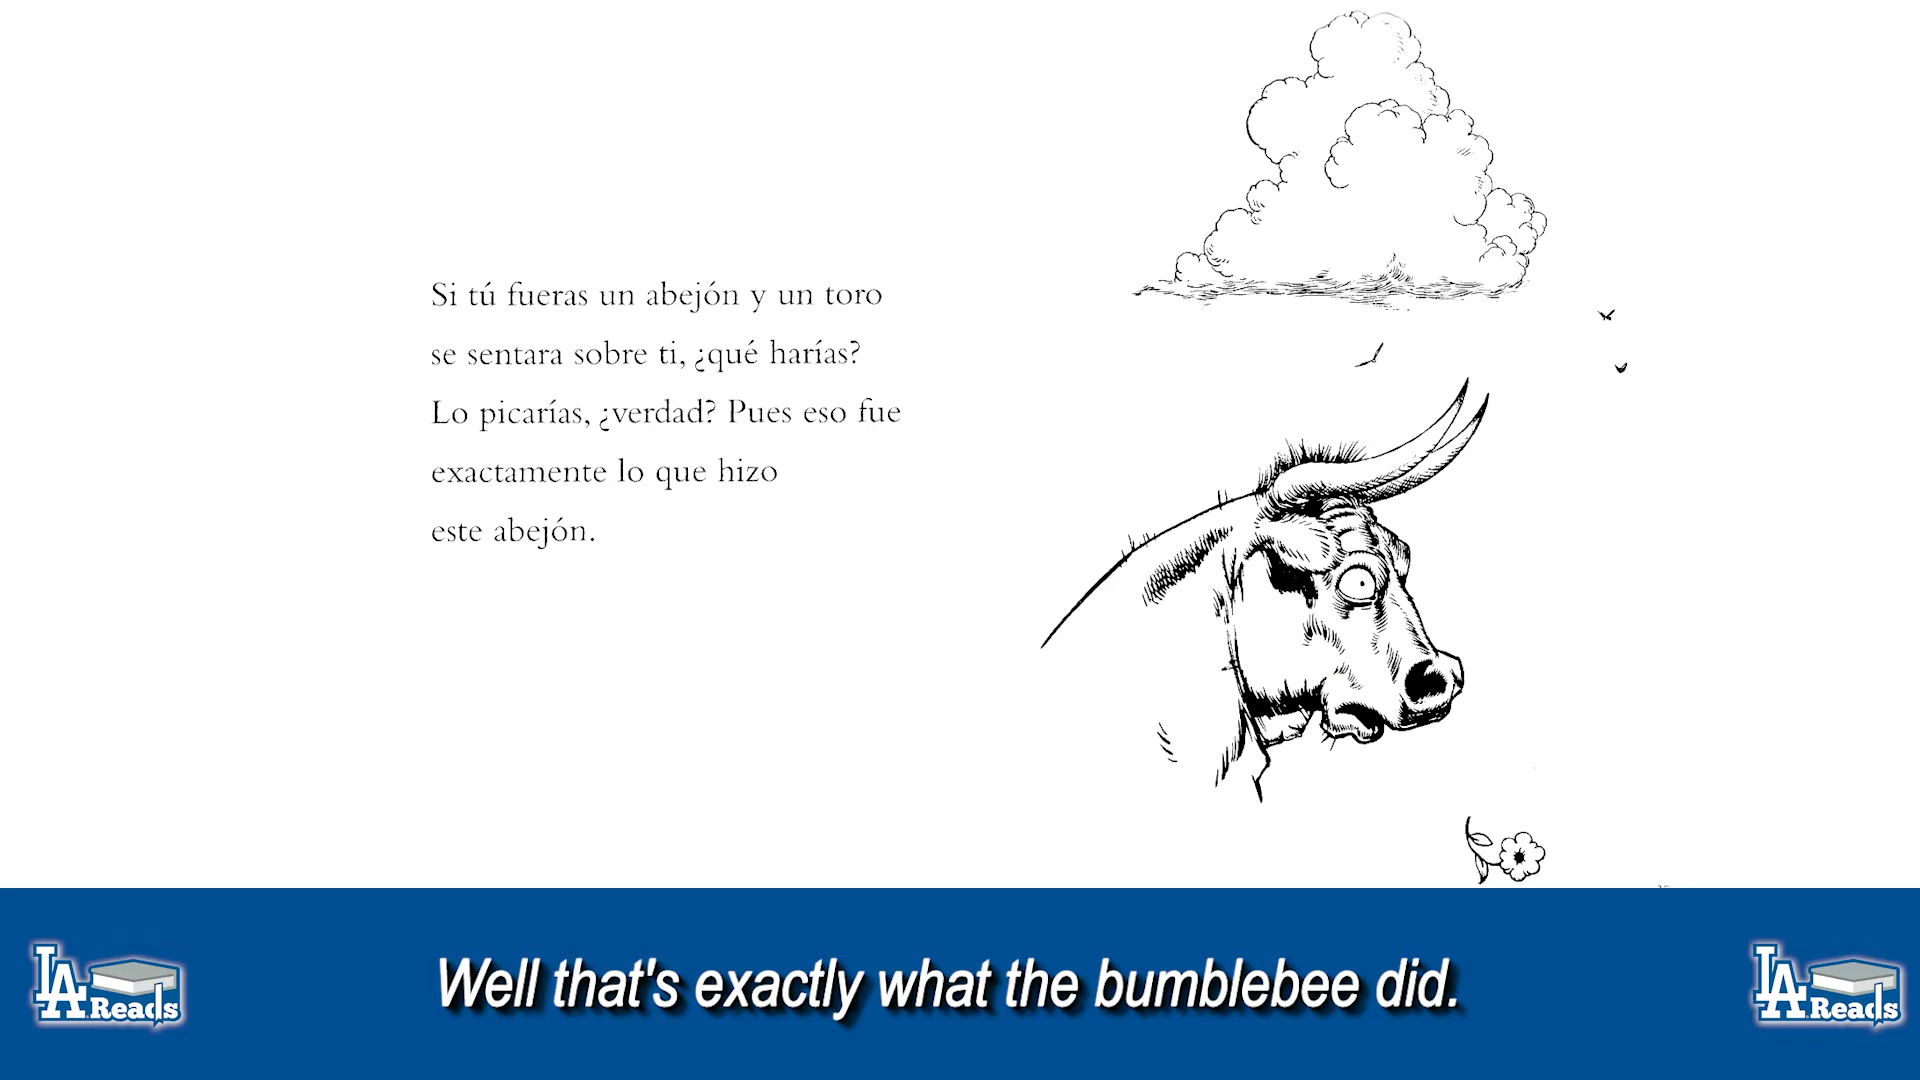 Si tú fueras un abejón y un toro
se sentara sobre ti, ¿qué harías?
Lo picarías, ¿verdad? Pues eso fue
exactamente lo que hizo
este abejón.
Well that's exactly what the bumblebee did.
LA Reads
LA Reads